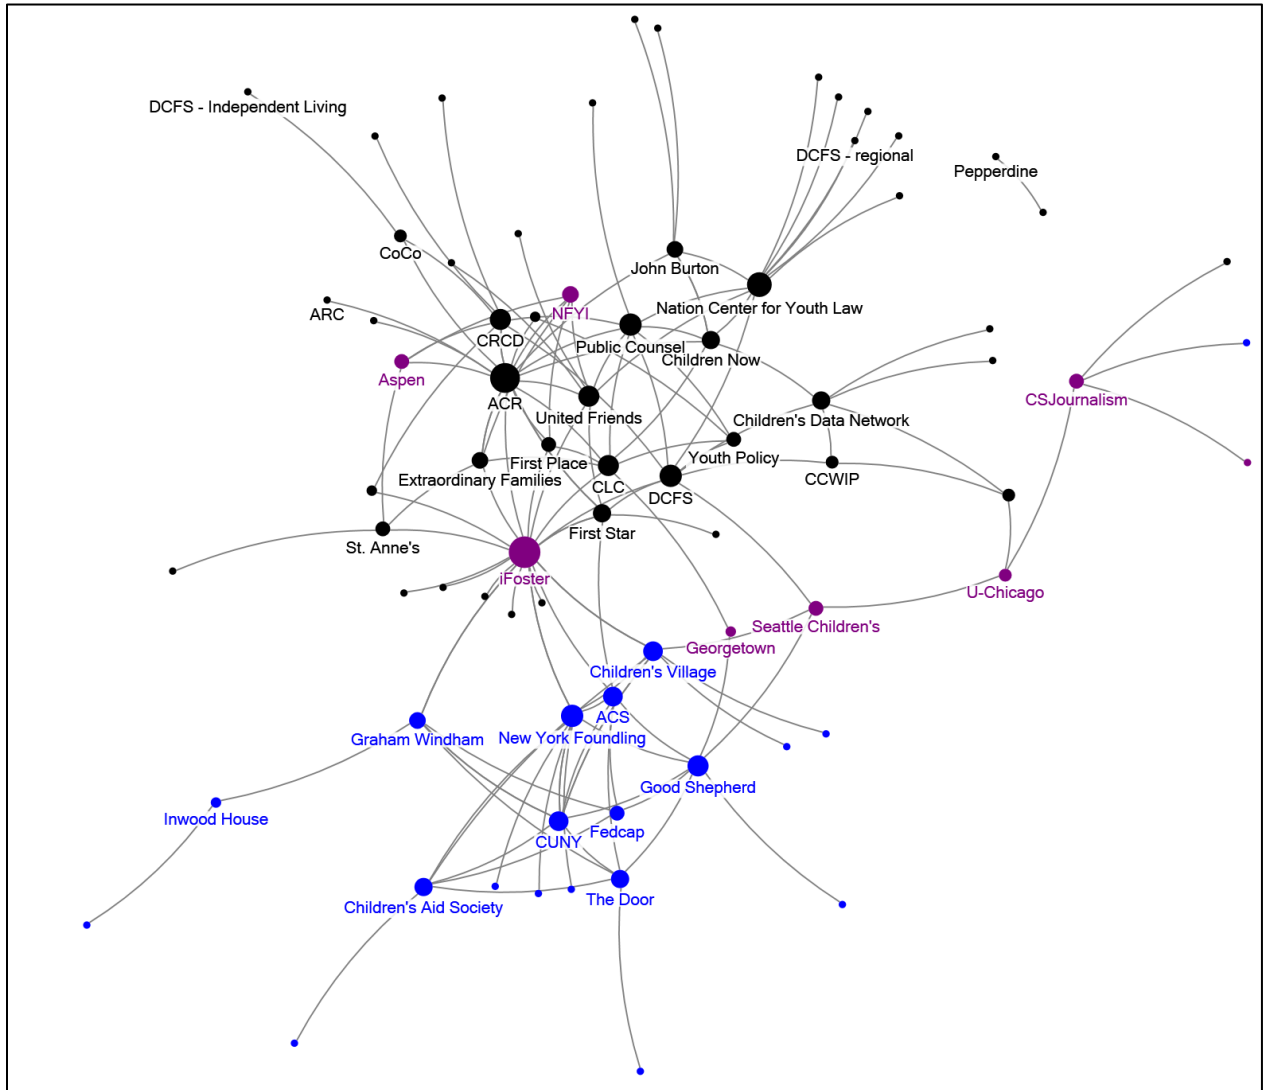 DCFS - Independent Living
DCFS - regional
Pepperdine
CoCo
John Burton
ARC
NFYI
Nation Center for Youth Law
CRCD
Public Counsel
Children Now
Aspen
ACR
CSJournalism
United Friends
Children's Data Network
Youth Policy
First Place
Extraordinary Families
CLC
CCWIP
DCFS
First Star
St. Anne's
iFoster
U-Chicago
Seattle Children's
Georgetown
Children's Village
ACS
New York Foundling
Graham Windham
Good Shepherd
Inwood House
Fedcap
CUNY
The Door
Children's Aid Society